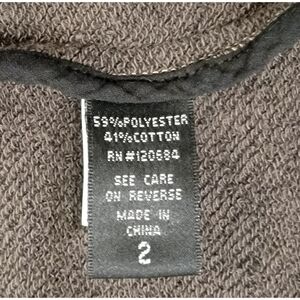 59%POLYESTER
41%COTTON
RN#120684
SEE CARE
ON REVERSE
MADE IN
CHINA
2